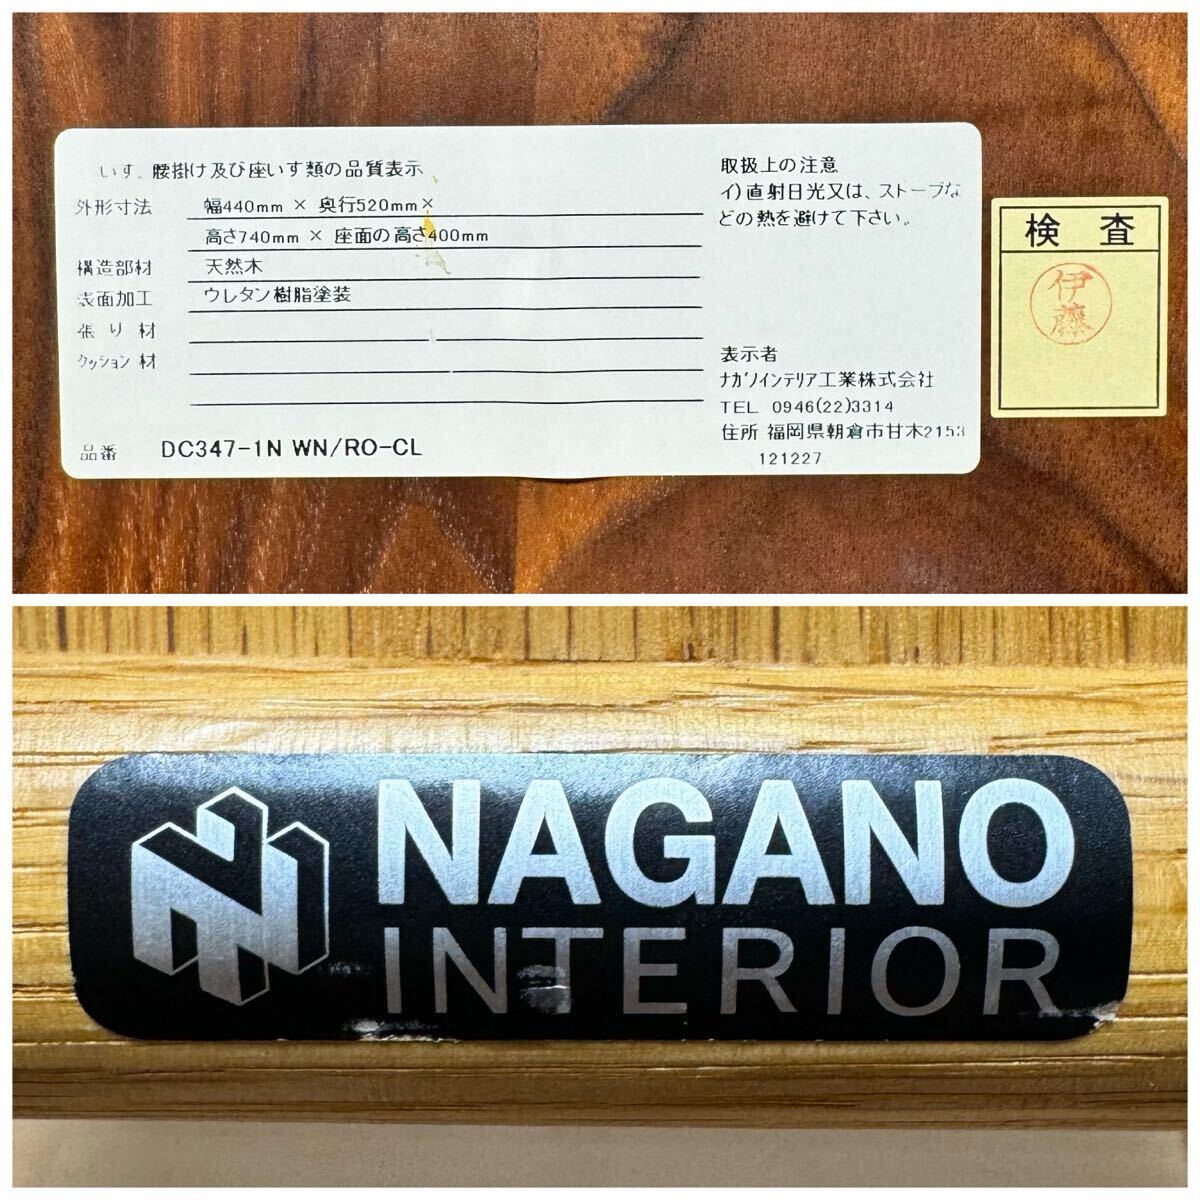 いす、腰掛け及び座いす類の品質表示
外形寸法 幅440mm × 奥行520mm×
高さ740mm × 座面の高さ400mm
構造部材 天然木
表面加工 ウレタン樹脂塗装
張り材
クッション材
品番 DC347-1N WN/RO-CL
取扱上の注意
イ)直射日光又は、ストーブな
どの熱を避けて下さい。
表示者
ナガノインテリア工業株式会社
TEL 0946(22)3314
住所 福岡県朝倉市甘木2153
121227
検 査
伊藤
NAGANO
INTERIOR